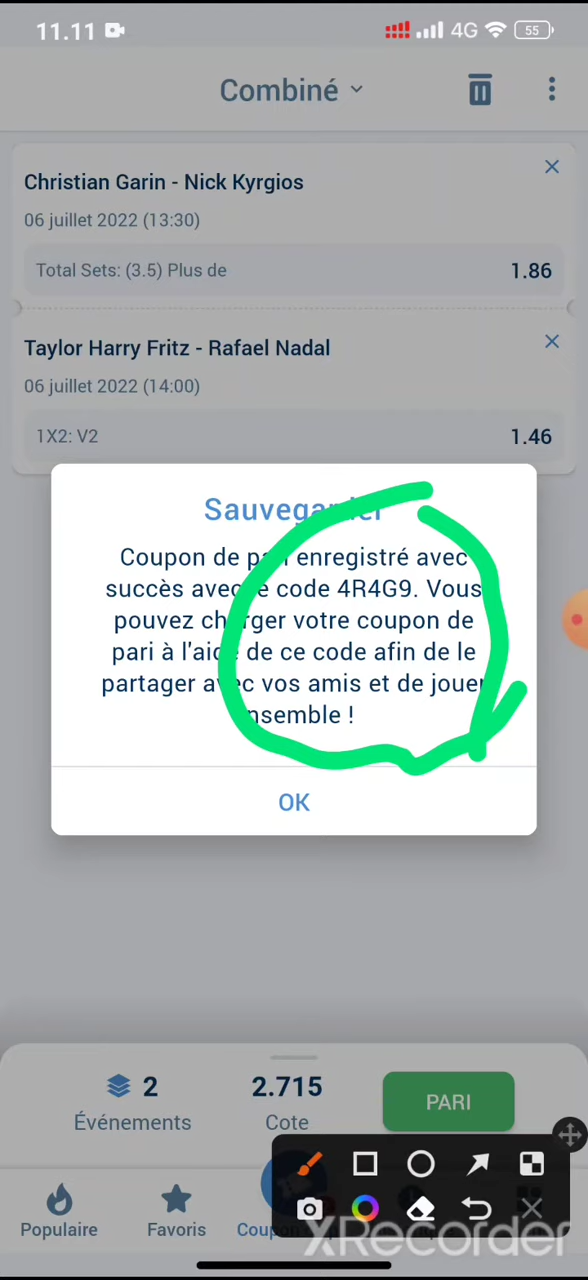 11.11
4G
55
Combiné
Christian Garin - Nick Kyrgios
06 juillet 2022 (13:30)
Total Sets: (3.5) Plus de 1.86
Taylor Harry Fritz - Rafael Nadal
06 juillet 2022 (14:00)
1X2: V2 1.46
Sauvegarder
Coupon de pari enregistré avec
succès avec le code 4R4G9. Vous
pouvez charger votre coupon de
pari à l'aide de ce code afin de le
partager avec vos amis et de jouer
ensemble !
OK
2 2.715
Événements Cote
PARI
Populaire Favoris Coupon
XRecorder